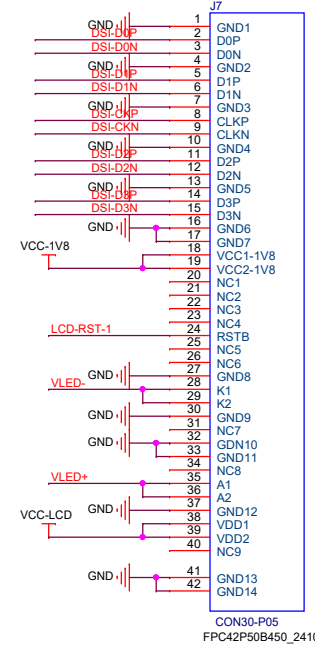 J7
GND 1 GND1
DSI-D0P 2 D0P
DSI-D0N 3 D0N
GND 4 GND2
DSI-D1P 5 D1P
DSI-D1N 6 D1N
GND 7 GND3
DSI-CKP 8 CLKP
DSI-CKN 9 CLKN
GND 10 GND4
DSI-D2P 11 D2P
DSI-D2N 12 D2N
GND 13 GND5
DSI-D3P 14 D3P
DSI-D3N 15 D3N
GND 16 GND6
17 GND7
VCC-1V8 18 VCC1-1V8
19 VCC2-1V8
20 NC1
21 NC2
22 NC3
23 NC4
LCD-RST-1 24 RSTB
25 NC5
26 NC6
GND 27 GND8
VLED- 28 K1
29 K2
GND 30 GND9
31 NC7
GND 32 GDN10
33 GND11
34 NC8
VLED+ 35 A1
36 A2
GND 37 GND12
VCC-LCD 38 VDD1
39 VDD2
40 NC9
GND 41 GND13
42 GND14
CON30-P05